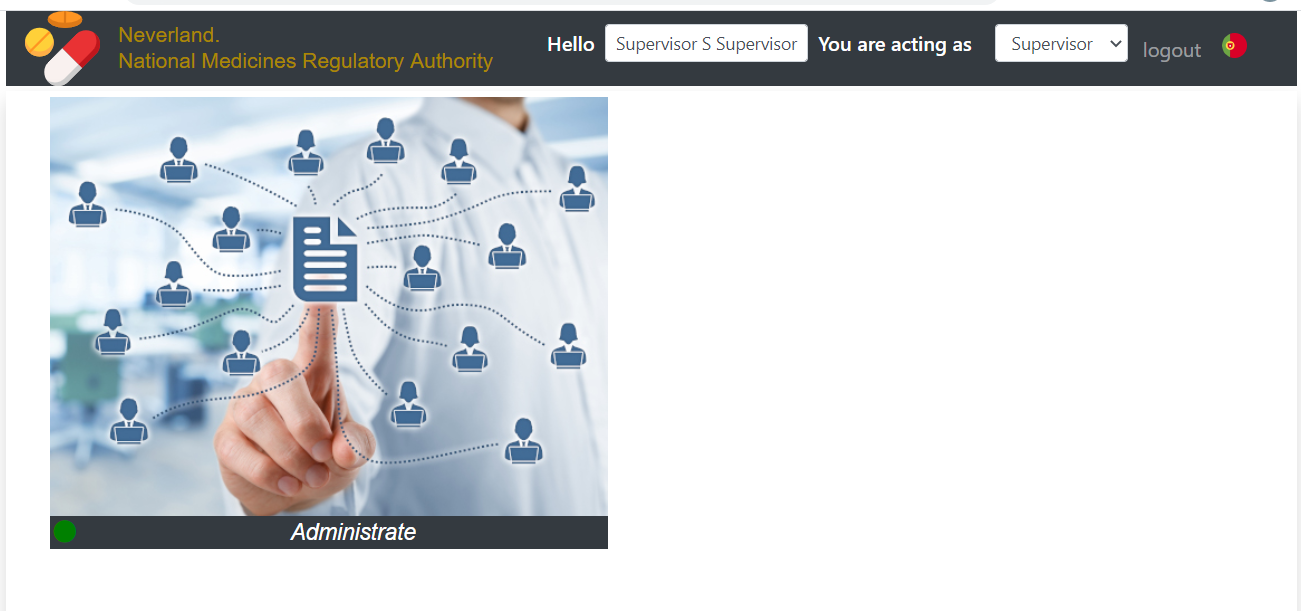 Neverland.
National Medicines Regulatory Authority
Hello Supervisor S Supervisor You are acting as Supervisor logout
Administrate